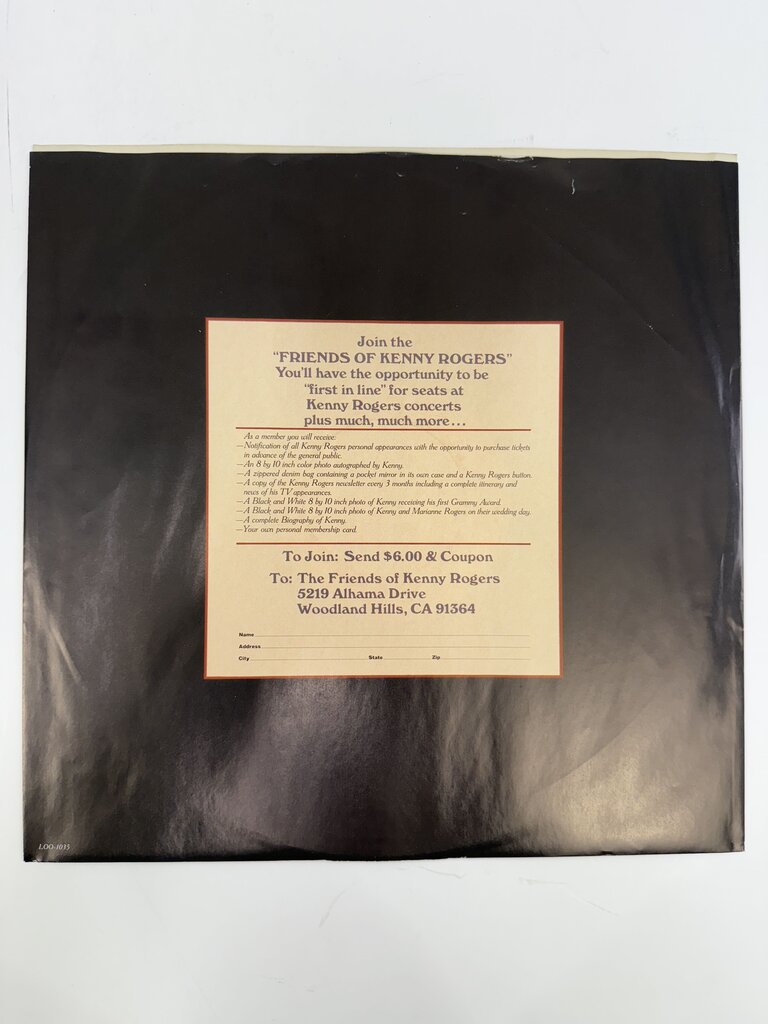 Join the
"FRIENDS OF KENNY ROGERS"
You'll have the opportunity to be
"first in line" for seats at
Kenny Rogers concerts
plus much, much more...
As a member you will receive:
—Notification of all Kenny Rogers personal appearances with the opportunity to purchase tickets
in advance of the general public.
—An 8 by 10 inch color photo autographed by Kenny.
—A zippered denim bag containing a pocket mirror in its own case and a Kenny Rogers button.
—A copy of the Kenny Rogers newsletter every 3 months including a complete itinerary and
news of his TV appearances.
—A Black and White 8 by 10 inch photo of Kenny receiving his first Grammy Award.
—A Black and White 8 by 10 inch photo of Kenny and Marianne Rogers on their wedding day.
—A complete Biography of Kenny.
—Your own personal membership card.
To Join: Send $6.00 & Coupon
To: The Friends of Kenny Rogers
5219 Alhama Drive
Woodland Hills, CA 91364
Name
Address
City State Zip
LOO-1035